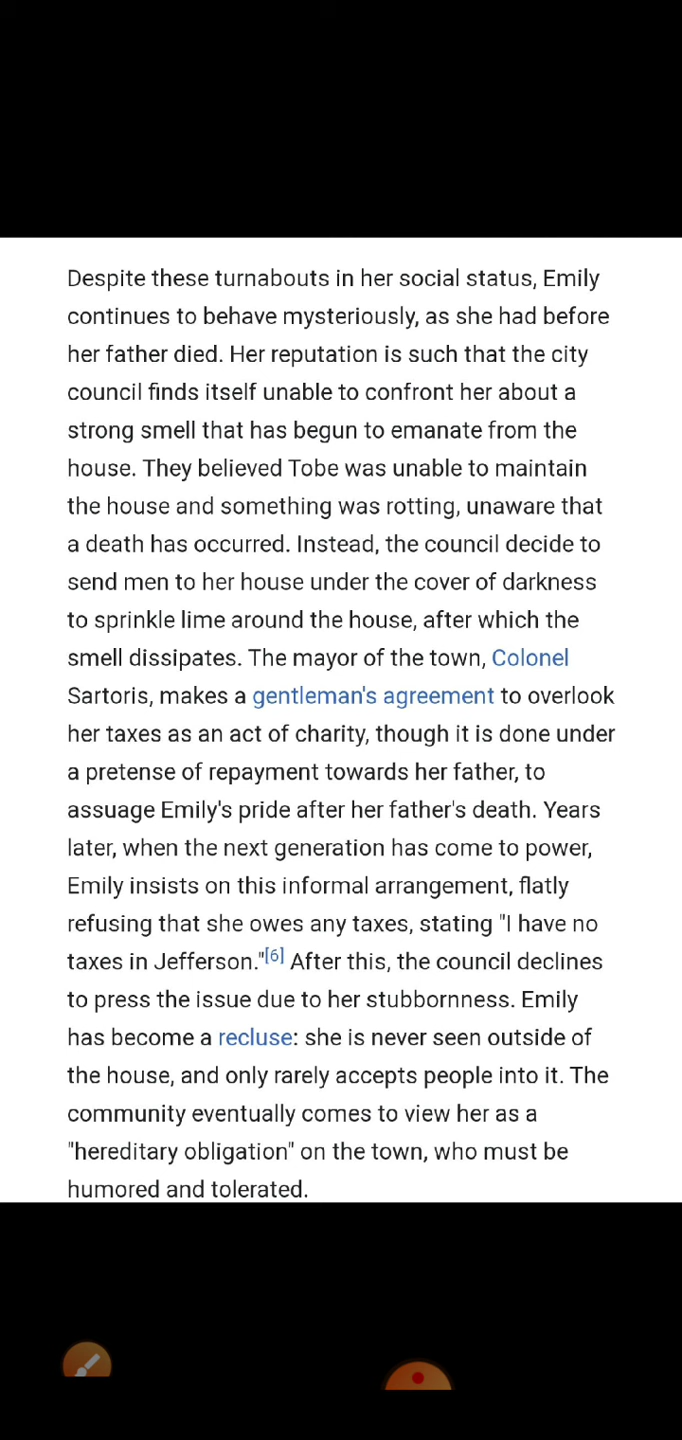 Despite these turnabouts in her social status, Emily
continues to behave mysteriously, as she had before
her father died. Her reputation is such that the city
council finds itself unable to confront her about a
strong smell that has begun to emanate from the
house. They believed Tobe was unable to maintain
the house and something was rotting, unaware that
a death has occurred. Instead, the council decide to
send men to her house under the cover of darkness
to sprinkle lime around the house, after which the
smell dissipates. The mayor of the town, Colonel
Sartoris, makes a gentleman's agreement to overlook
her taxes as an act of charity, though it is done under
a pretense of repayment towards her father, to
assuage Emily's pride after her father's death. Years
later, when the next generation has come to power,
Emily insists on this informal arrangement, flatly
refusing that she owes any taxes, stating "I have no
taxes in Jefferson."[6] After this, the council declines
to press the issue due to her stubbornness. Emily
has become a recluse: she is never seen outside of
the house, and only rarely accepts people into it. The
community eventually comes to view her as a
"hereditary obligation" on the town, who must be
humored and tolerated.